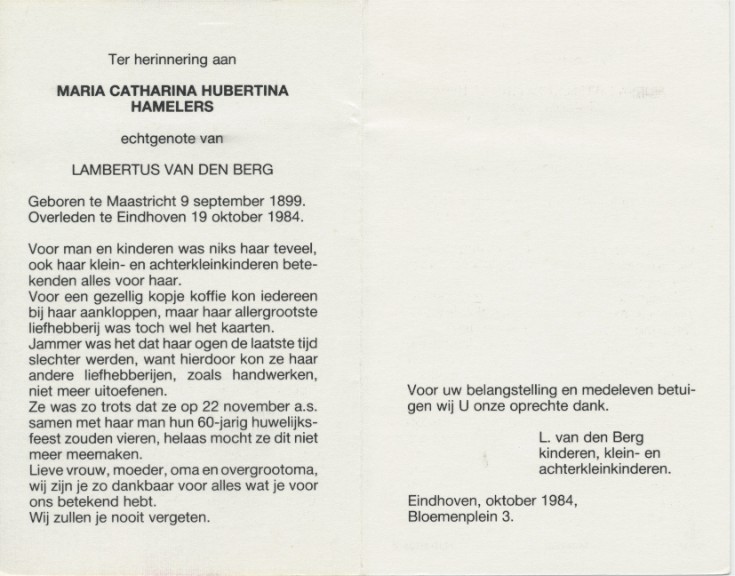 Ter herinnering aan
MARIA CATHARINA HUBERTINA
HAMELERS
echtgenote van
LAMBERTUS VAN DEN BERG
Geboren te Maastricht 9 september 1899.
Overleden te Eindhoven 19 oktober 1984.
Voor man en kinderen was niks haar teveel,
ook haar klein- en achterkleinkinderen bete-
kenden alles voor haar.
Voor een gezellig kopje koffie kon iedereen
bij haar aankloppen, maar haar allergrootste
liefhebberij was toch wel het kaarten.
Jammer was het dat haar ogen de laatste tijd
slechter werden, want hierdoor kon ze haar
andere liefhebberijen, zoals handwerken,
niet meer uitoefenen.
Ze was zo trots dat ze op 22 november a.s.
samen met haar man hun 60-jarig huwelijks-
feest zouden vieren, helaas mocht ze dit niet
meer meemaken.
Lieve vrouw, moeder, oma en overgrootoma,
wij zijn je zo dankbaar voor alles wat je voor
ons betekend hebt.
Wij zullen je nooit vergeten.
Voor uw belangstelling en medeleven betui-
gen wij U onze oprechte dank.
L. van den Berg
kinderen, klein- en
achterkleinkinderen.
Eindhoven, oktober 1984,
Bloemenplein 3.